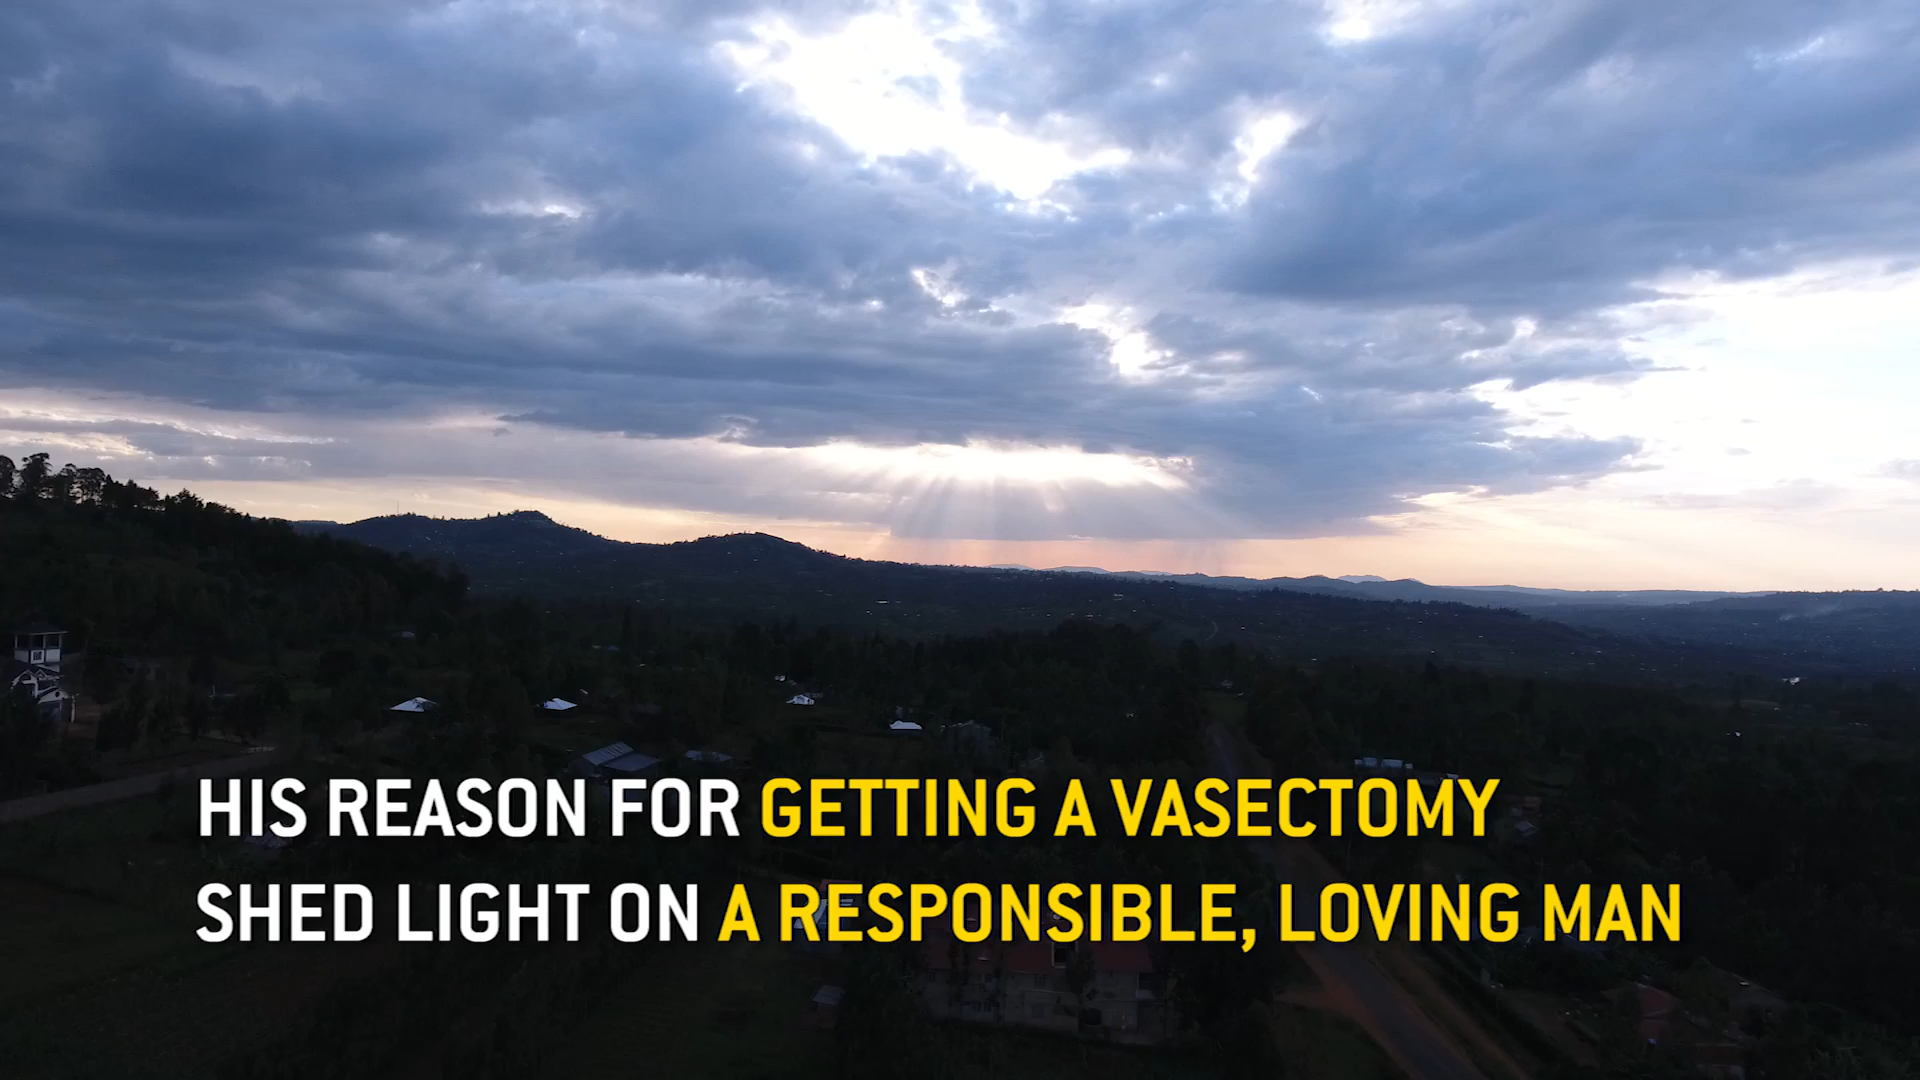 HIS REASON FOR GETTING A VASECTOMY
SHED LIGHT ON A RESPONSIBLE, LOVING MAN